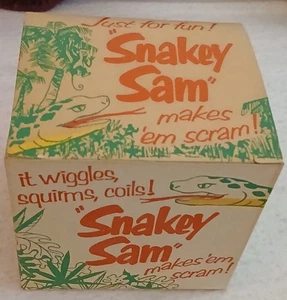 Just for fun!
"Snakey
Sam"
makes
'em scram!
it wiggles,
squirms, coils!
"Snakey
Sam"
makes 'em
scram!